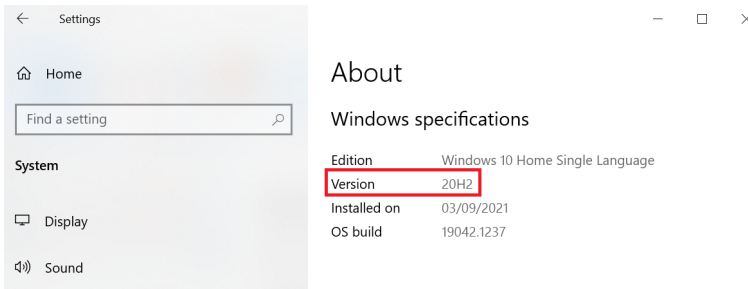 Settings
Home
Find a setting
System
Display
Sound
About
Windows specifications
Edition Windows 10 Home Single Language
Version 20H2
Installed on 03/09/2021
OS build 19042.1237